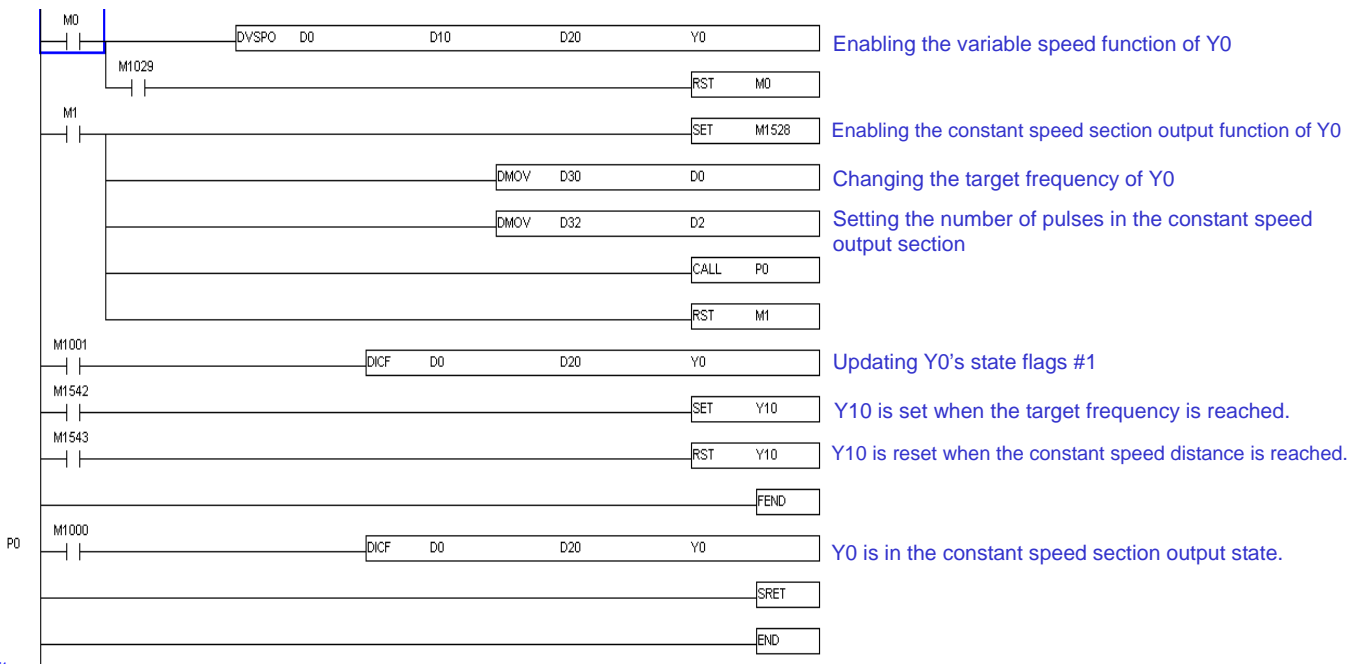 M0
DVSPO D0 D10 D20 Y0
Enabling the variable speed function of Y0
M1029
RST M0
M1
SET M1528
Enabling the constant speed section output function of Y0
DMOV D30 D0
Changing the target frequency of Y0
DMOV D32 D2
Setting the number of pulses in the constant speed
output section
CALL P0
RST M1
M1001
DICF D0 D20 Y0
Updating Y0’s state flags #1
M1542
SET Y10
Y10 is set when the target frequency is reached.
M1543
RST Y10
Y10 is reset when the constant speed distance is reached.
FEND
P0
M1000
DICF D0 D20 Y0
Y0 is in the constant speed section output state.
SRET
END